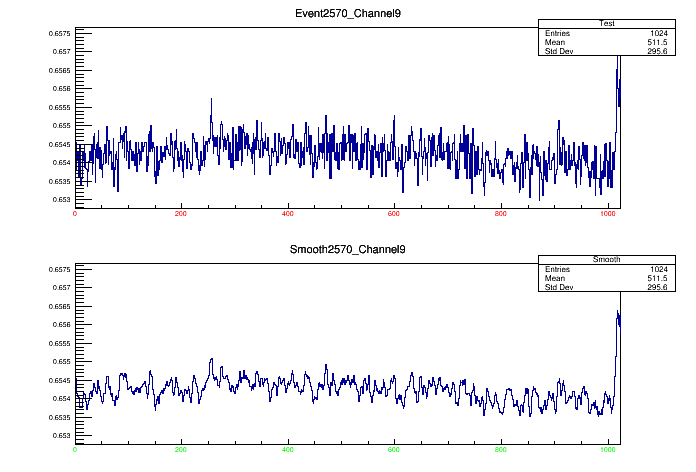 Event2570_Channel9
Test
Entries 1024
Mean 511.5
Std Dev 295.6
0.6575
0.657
0.6565
0.656
0.6555
0.655
0.6545
0.654
0.6535
0.653
0 200 400 600 800 1000
Smooth2570_Channel9
Smooth
Entries 1024
Mean 511.5
Std Dev 295.6
0.6575
0.657
0.6565
0.656
0.6555
0.655
0.6545
0.654
0.6535
0.653
0 200 400 600 800 1000